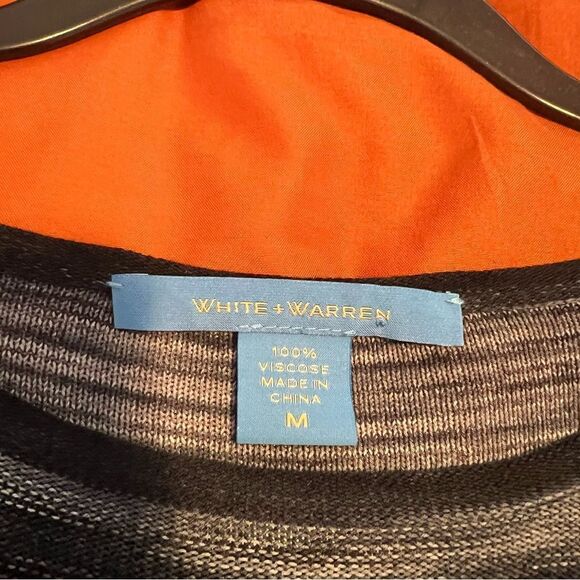 WHITE + WARREN
100%
VISCOSE
MADE IN
CHINA
M